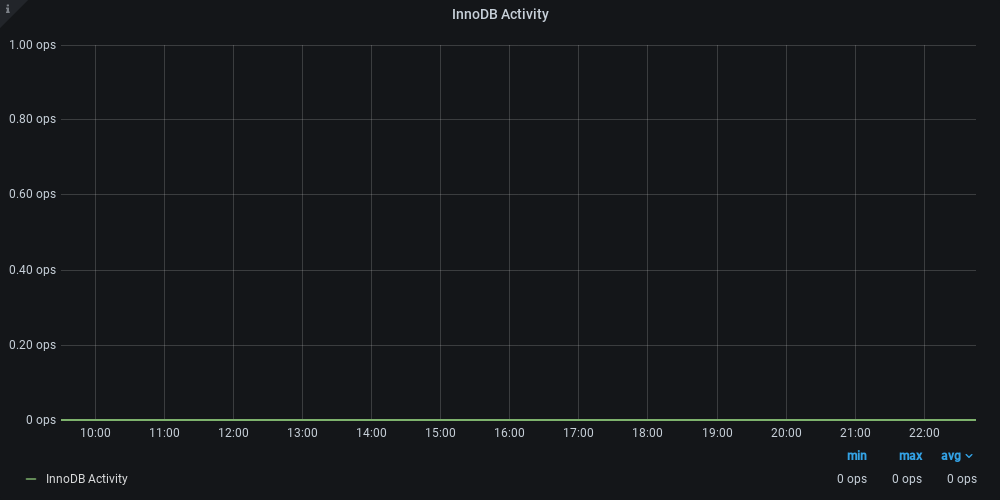 i
InnoDB Activity
1.00 ops
0.80 ops
0.60 ops
0.40 ops
0.20 ops
0 ops
10:00 11:00 12:00 13:00 14:00 15:00 16:00 17:00 18:00 19:00 20:00 21:00 22:00
min max avg
InnoDB Activity 0 ops 0 ops 0 ops